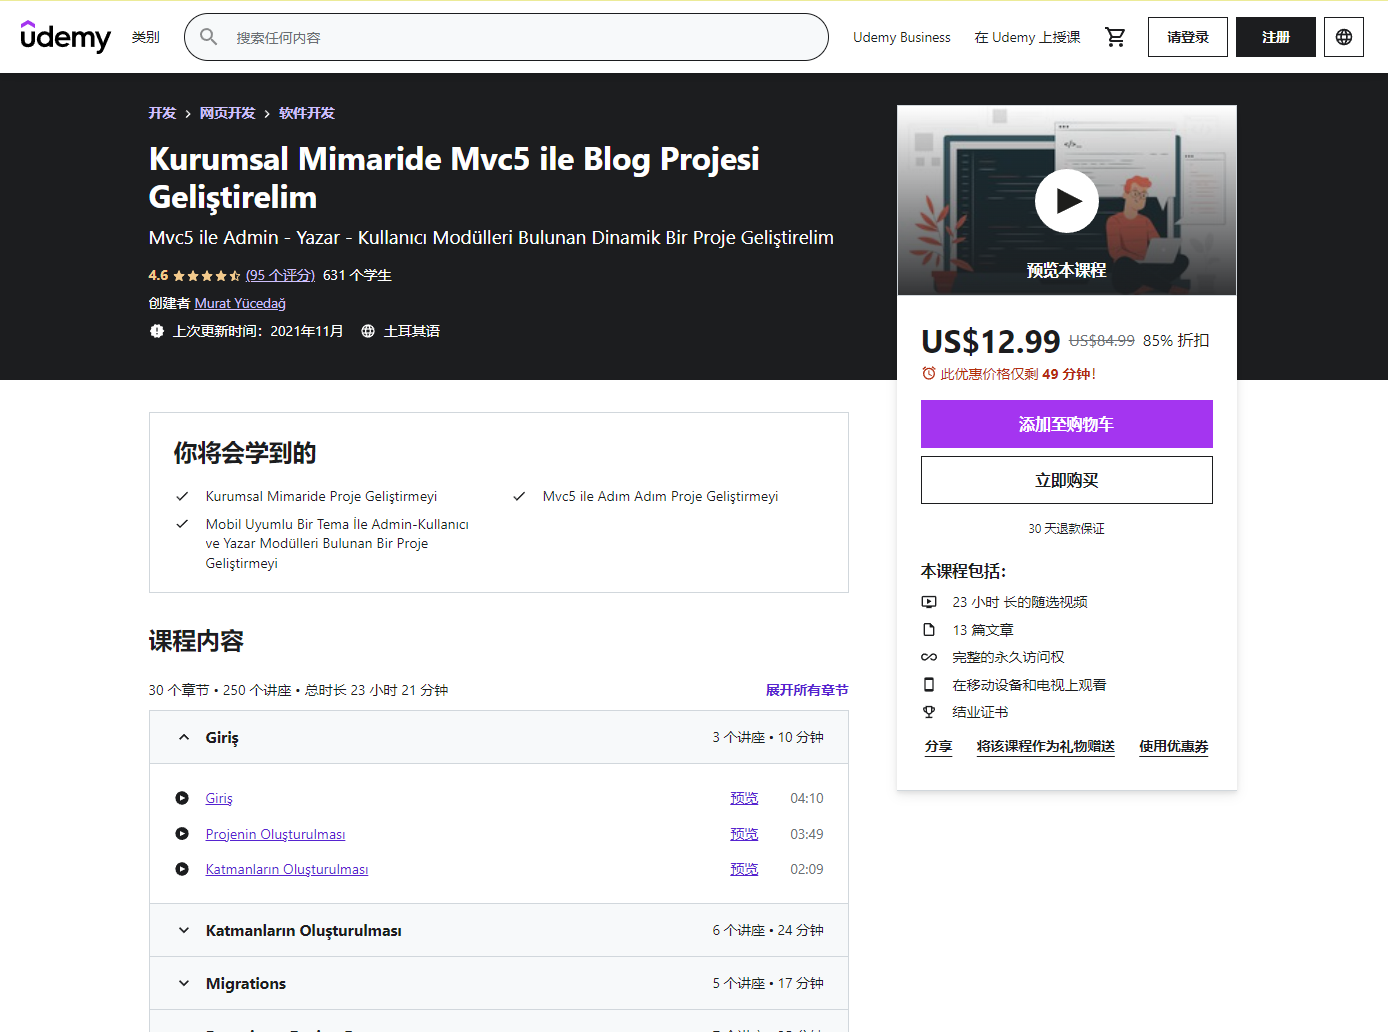 udemy
类别
搜索任何内容
Udemy Business
在 Udemy 上授课
请登录
注册
开发 › 网页开发 › 软件开发
Kurumsal Mimaride Mvc5 ile Blog Projesi
Geliştirelim
Mvc5 ile Admin - Yazar - Kullanıcı Modülleri Bulunan Dinamik Bir Proje Geliştirelim
4.6 (95 个评分) 631 个学生
创建者 Murat Yücedağ
上次更新时间：2021年11月 土耳其语
预览本课程
US$12.99 US$84.99 85% 折扣
此优惠价格仅剩 49 分钟！
添加至购物车
立即购买
30 天退款保证
本课程包括：
23 小时 长的随选视频
13 篇文章
完整的永久访问权
在移动设备和电视上观看
结业证书
分享 将该课程作为礼物赠送 使用优惠券
你将会学到的
Kurumsal Mimaride Proje Geliştirmeyi
Mvc5 ile Adım Adım Proje Geliştirmeyi
Mobil Uyumlu Bir Tema İle Admin-Kullanıcı
ve Yazar Modülleri Bulunan Bir Proje
Geliştirmeyi
课程内容
30 个章节 • 250 个讲座 • 总时长 23 小时 21 分钟
展开所有章节
Giriş 3 个讲座 • 10 分钟
Giriş 预览 04:10
Projenin Oluşturulması 预览 03:49
Katmanların Oluşturulması 预览 02:09
Katmanların Oluşturulması 6 个讲座 • 24 分钟
Migrations 5 个讲座 • 17 分钟